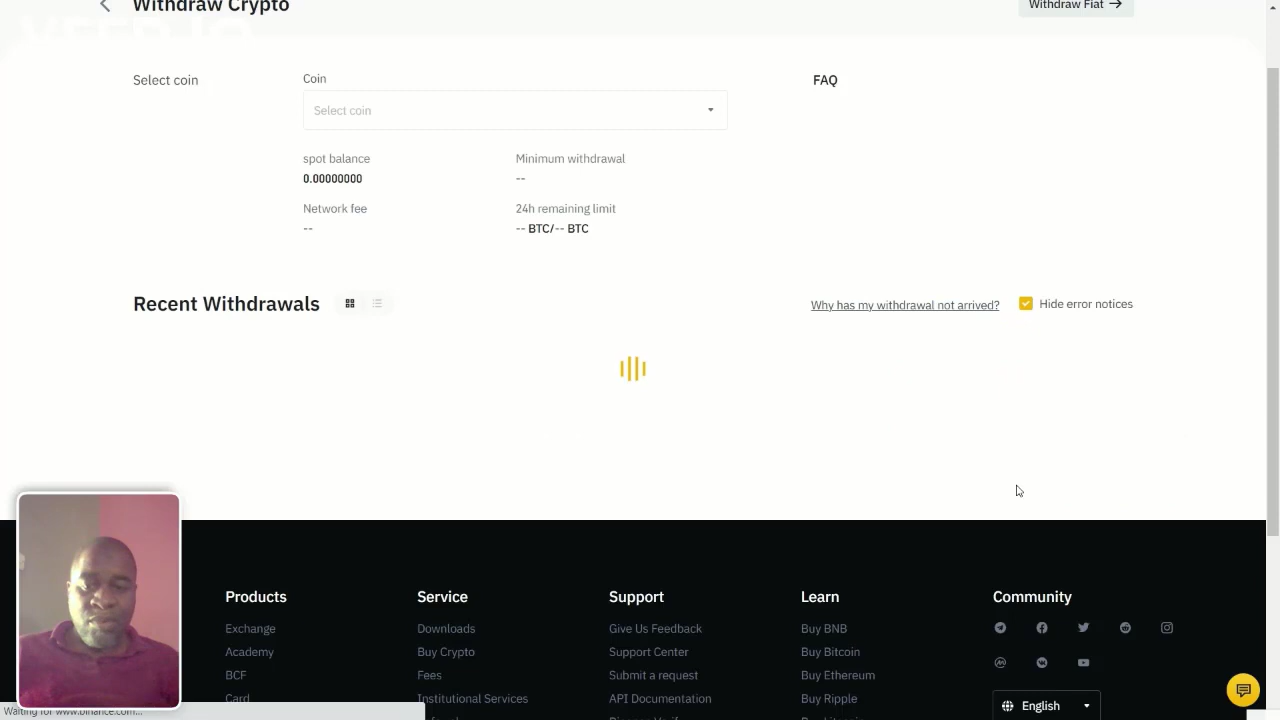 Withdraw Crypto
Withdraw Fiat
Select coin
Coin
FAQ
Select coin
spot balance
Minimum withdrawal
0.00000000
--
Network fee
24h remaining limit
--
-- BTC/-- BTC
Recent Withdrawals
Why has my withdrawal not arrived?
Hide error notices
Products
Service
Support
Learn
Community
Exchange
Downloads
Give Us Feedback
Buy BNB
Academy
Buy Crypto
Support Center
Buy Bitcoin
BCF
Fees
Submit a request
Buy Ethereum
Card
Institutional Services
API Documentation
Buy Ripple
English
Waiting for www.binance.com...